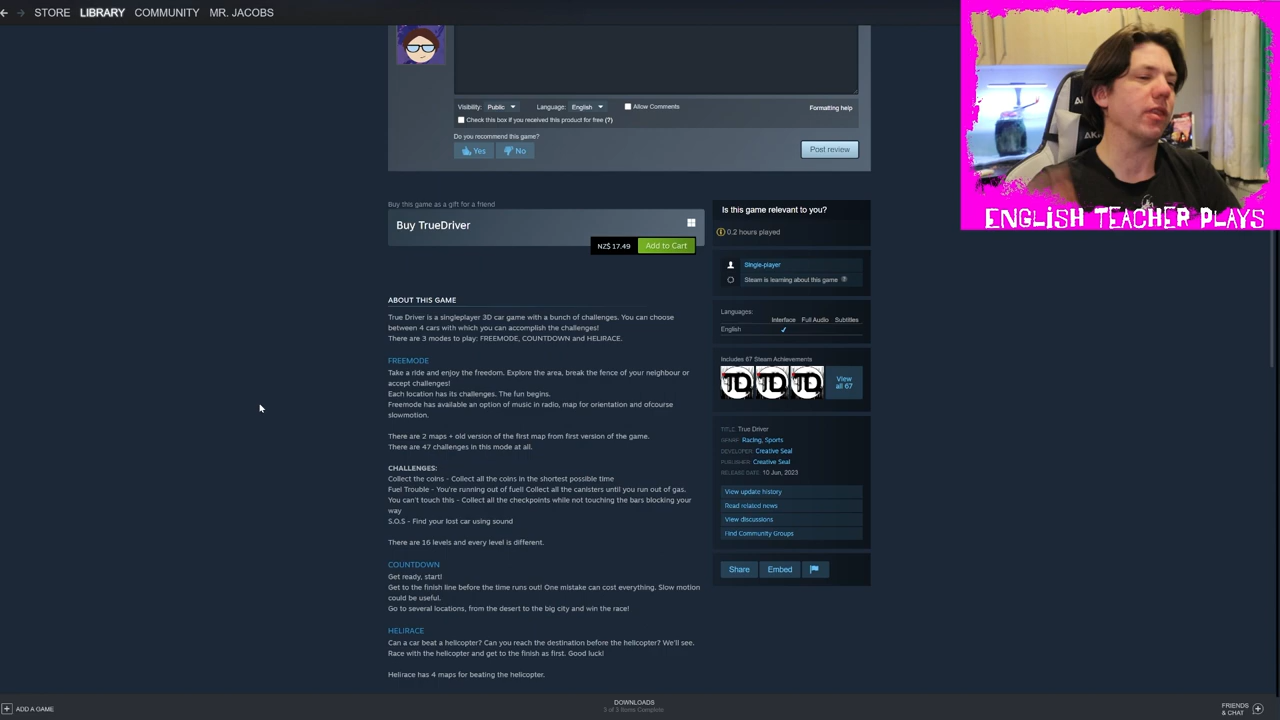 STORE LIBRARY COMMUNITY MR. JACOBS
ENGLISH TEACHER PLAYS
Visibility: Public Language: English Allow Comments Formatting help
Check this box if you received this product for free (?)
Do you recommend this game?
Yes No Post review
Buy this game as a gift for a friend
Buy TrueDriver
NZ$ 17.49 Add to Cart
ABOUT THIS GAME
True Driver is a singleplayer 3D car game with a bunch of challenges. You can choose
between 4 cars with which you can accomplish the challenges!
There are 3 modes to play: FREEMODE, COUNTDOWN and HELIRACE.
FREEMODE
Take a ride and enjoy the freedom. Explore the area, break the fence of your neighbour or
accept challenges!
Each location has its challenges. The fun begins.
Freemode has available an option of music in radio, map for orientation and ofcourse
slowmotion.
There are 2 maps + old version of the first map from first version of the game.
There are 47 challenges in this mode at all.
CHALLENGES:
Collect the coins - Collect all the coins in the shortest possible time
Fuel Trouble - You're running out of fuel! Collect all the canisters until you run out of gas.
You can't touch this - Collect all the checkpoints while not touching the bars blocking your
way
S.O.S - Find your lost car using sound
There are 16 levels and every level is different.
COUNTDOWN
Get ready, start!
Get to the finish line before the time runs out! One mistake can cost everything. Slow motion
could be useful.
Go to several locations, from the desert to the big city and win the race!
HELIRACE
Can a car beat a helicopter? Can you reach the destination before the helicopter? We'll see.
Race with the helicopter and get to the finish as first. Good luck!
Helirace has 4 maps for beating the helicopter.
Is this game relevant to you?
0.2 hours played
Single-player
Steam is learning about this game ?
Languages:
Interface Full Audio Subtitles
English ✓
Includes 67 Steam Achievements
TD TD TD
View
all 67
TITLE: True Driver
GENRE: Racing, Sports
DEVELOPER: Creative Seal
PUBLISHER: Creative Seal
RELEASE DATE: 10 Jun, 2023
View update history
Read related news
View discussions
Find Community Groups
Share Embed
ADD A GAME
DOWNLOADS
3 of 3 Items Complete
FRIENDS
& CHAT